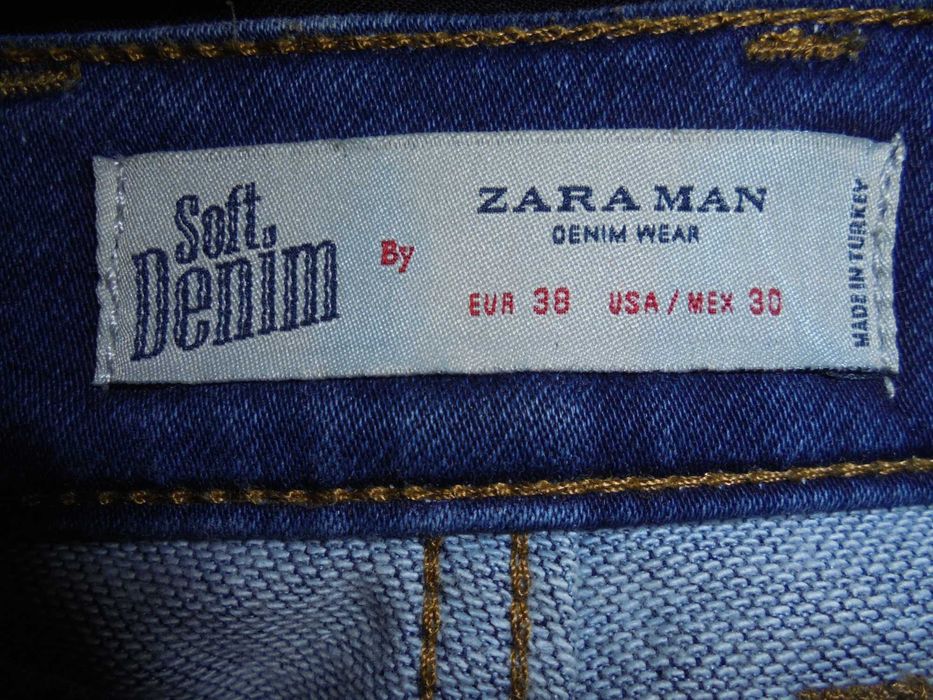 Soft.
Denim
By
ZARA MAN
DENIM WEAR
EUR 38 USA/MEX 30
MADE IN TURKEY